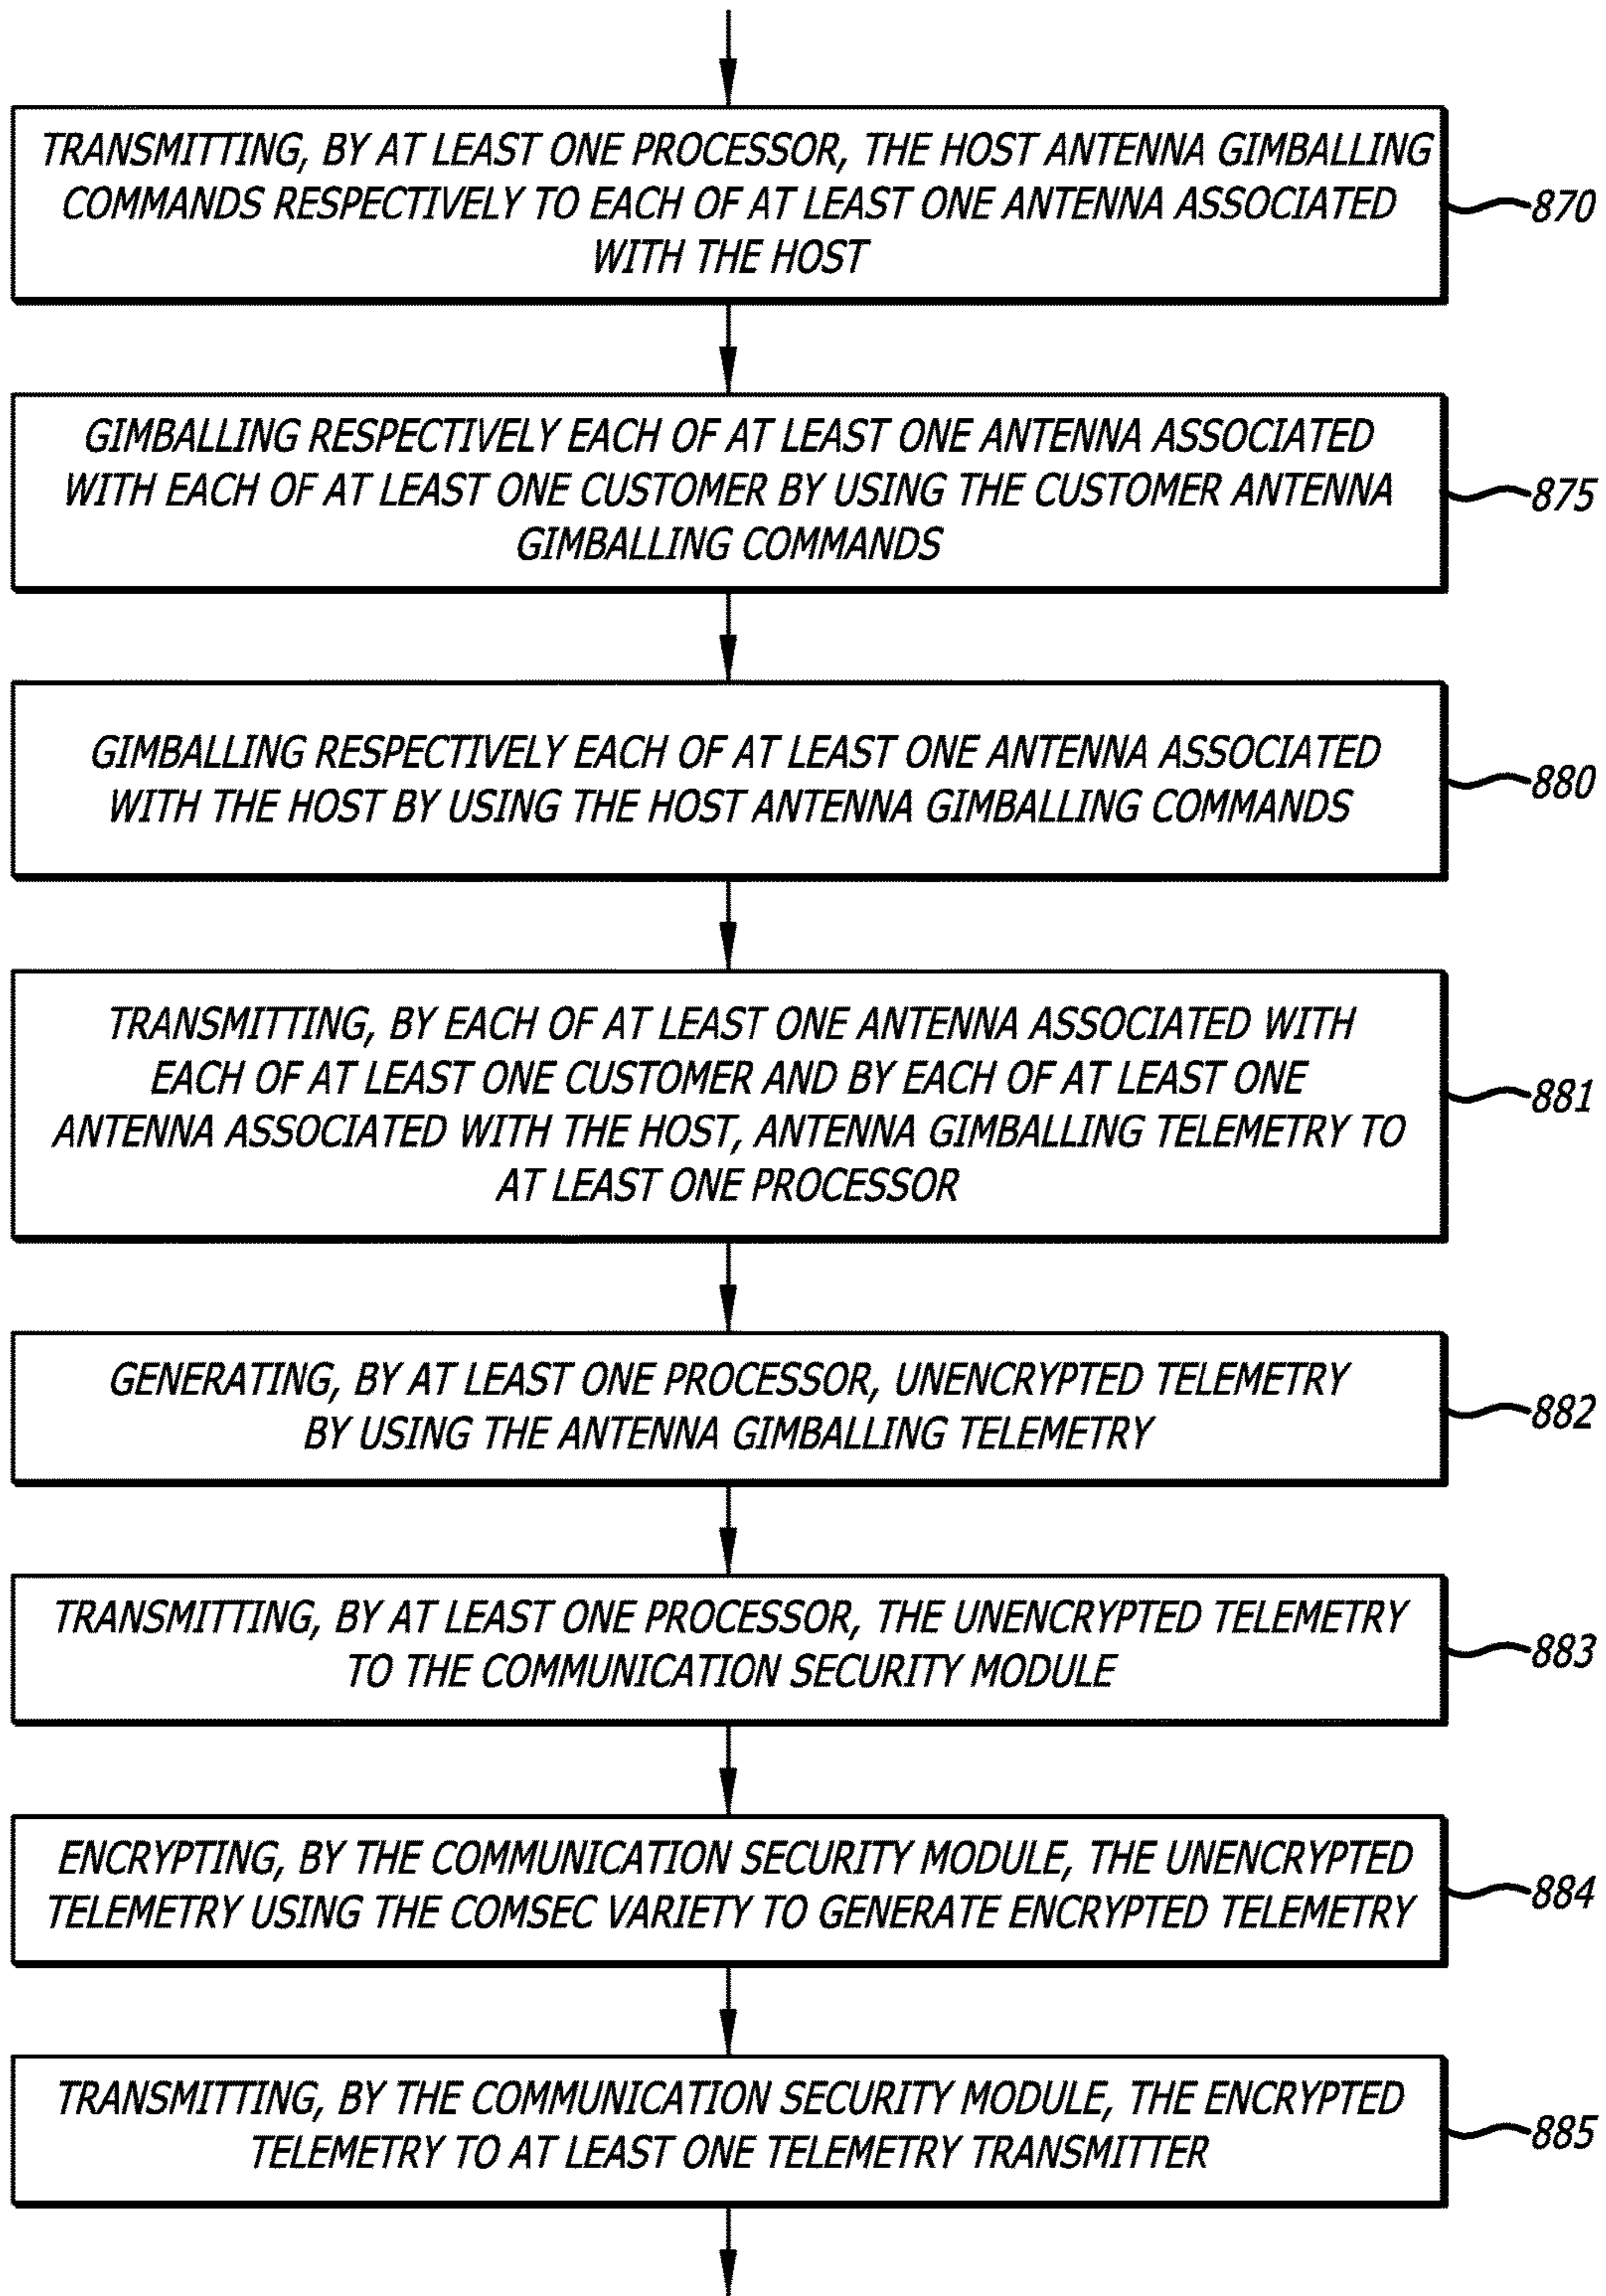 TRANSMITTING, BY AT LEAST ONE PROCESSOR, THE HOST ANTENNA GIMBALLING
COMMANDS RESPECTIVELY TO EACH OF AT LEAST ONE ANTENNA ASSOCIATED
WITH THE HOST
870
GIMBALLING RESPECTIVELY EACH OF AT LEAST ONE ANTENNA ASSOCIATED
WITH EACH OF AT LEAST ONE CUSTOMER BY USING THE CUSTOMER ANTENNA
GIMBALLING COMMANDS
875
GIMBALLING RESPECTIVELY EACH OF AT LEAST ONE ANTENNA ASSOCIATED
WITH THE HOST BY USING THE HOST ANTENNA GIMBALLING COMMANDS
880
TRANSMITTING, BY EACH OF AT LEAST ONE ANTENNA ASSOCIATED WITH
EACH OF AT LEAST ONE CUSTOMER AND BY EACH OF AT LEAST ONE
ANTENNA ASSOCIATED WITH THE HOST, ANTENNA GIMBALLING TELEMETRY TO
AT LEAST ONE PROCESSOR
881
GENERATING, BY AT LEAST ONE PROCESSOR, UNENCRYPTED TELEMETRY
BY USING THE ANTENNA GIMBALLING TELEMETRY
882
TRANSMITTING, BY AT LEAST ONE PROCESSOR, THE UNENCRYPTED TELEMETRY
TO THE COMMUNICATION SECURITY MODULE
883
ENCRYPTING, BY THE COMMUNICATION SECURITY MODULE, THE UNENCRYPTED
TELEMETRY USING THE COMSEC VARIETY TO GENERATE ENCRYPTED TELEMETRY
884
TRANSMITTING, BY THE COMMUNICATION SECURITY MODULE, THE ENCRYPTED
TELEMETRY TO AT LEAST ONE TELEMETRY TRANSMITTER
885